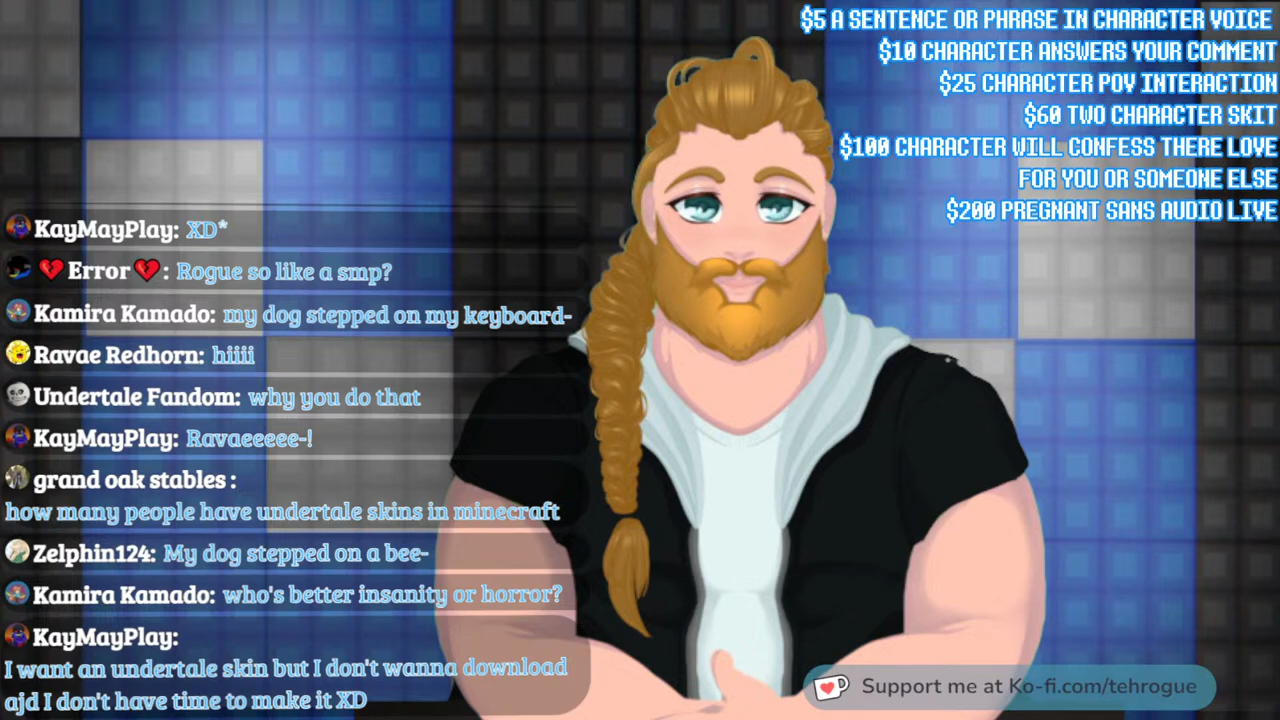 $5 A SENTENCE OR PHRASE IN CHARACTER VOICE
$10 CHARACTER ANSWERS YOUR COMMENT
$25 CHARACTER POV INTERACTION
$60 TWO CHARACTER SKIT
$100 CHARACTER WILL CONFESS THERE LOVE
FOR YOU OR SOMEONE ELSE
$200 PREGNANT SANS AUDIO LIVE
KayMayPlay: XD*
💔 Error 💔: Rogue so like a smp?
Kamira Kamado: my dog stepped on my keyboard-
Ravae Redhorn: hiiii
Undertale Fandom: why you do that
KayMayPlay: Ravaeeeee-!
grand oak stables :
how many people have undertale skins in minecraft
Zelphin124: My dog stepped on a bee-
Kamira Kamado: who's better insanity or horror?
KayMayPlay:
I want an undertale skin but I don't wanna download
ajd I don't have time to make it XD
Support me at Ko-fi.com/tehrogue